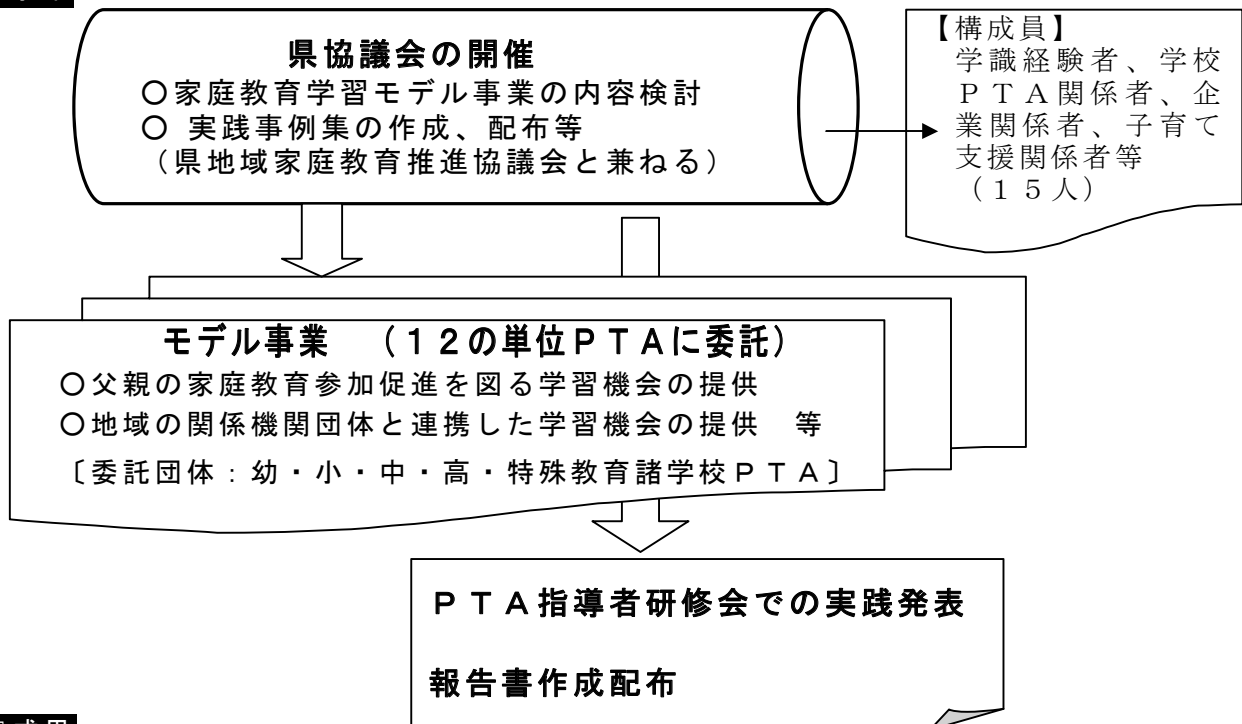 県協議会の開催
○家庭教育学習モデル事業の内容検討
○ 実践事例集の作成、配布等
（県地域家庭教育推進協議会と兼ねる）
【構成員】
学識経験者、学校
ＰＴＡ関係者、企
業関係者、子育て
支援関係者等
（１５人）
モデル事業　（１２の単位ＰＴＡに委託）
○父親の家庭教育参加促進を図る学習機会の提供
○地域の関係機関団体と連携した学習機会の提供　等
〔委託団体：幼・小・中・高・特殊教育諸学校ＰＴＡ〕
ＰＴＡ指導者研修会での実践発表
報告書作成配布